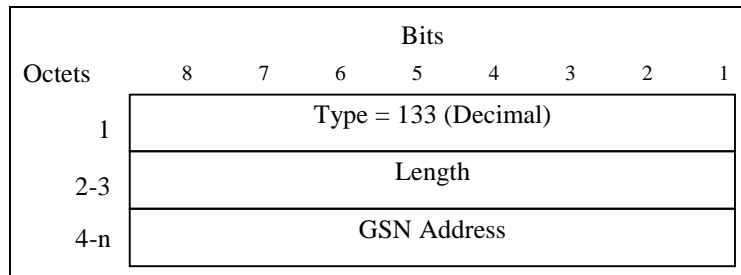 Bits
Octets 8 7 6 5 4 3 2 1
1 Type = 133 (Decimal)
2-3 Length
4-n GSN Address